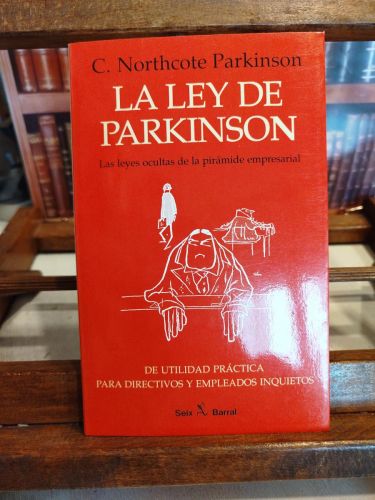 C. Northcote Parkinson
LA LEY DE
PARKINSON
Las leyes ocultas de la pirámide empresarial
DE UTILIDAD PRÁCTICA
PARA DIRECTIVOS Y EMPLEADOS INQUIETOS
Seix Barral